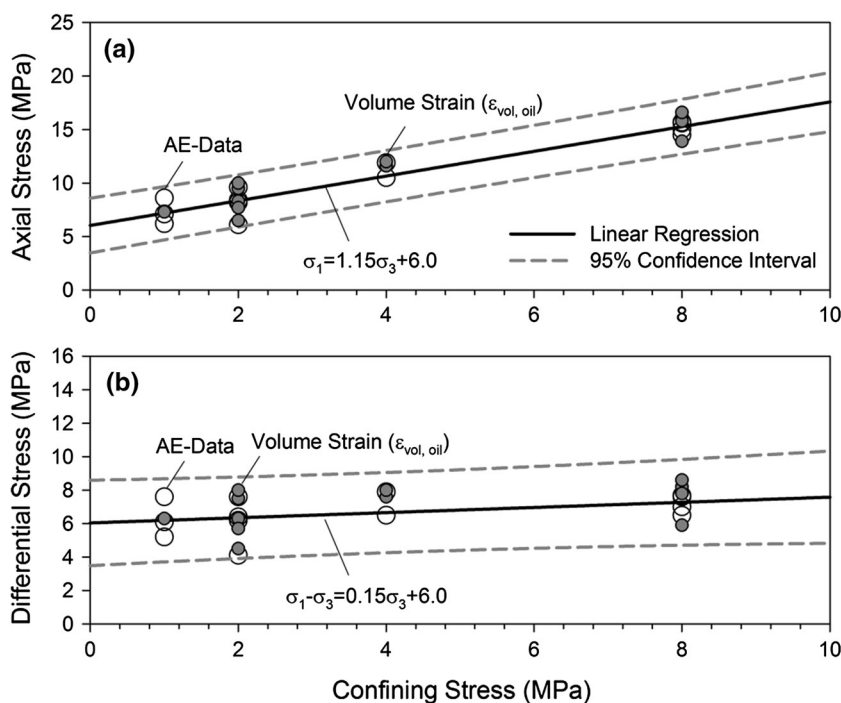 (a)
Axial Stress (MPa)
25
20
15
10
5
0
AE-Data
Volume Strain (εvol, oil)
σ1=1.15σ3+6.0
Linear Regression
95% Confidence Interval
0 2 4 6 8 10
(b)
Differential Stress (MPa)
16
14
12
10
8
6
4
2
0
AE-Data
Volume Strain (εvol, oil)
σ1-σ3=0.15σ3+6.0
0 2 4 6 8 10
Confining Stress (MPa)